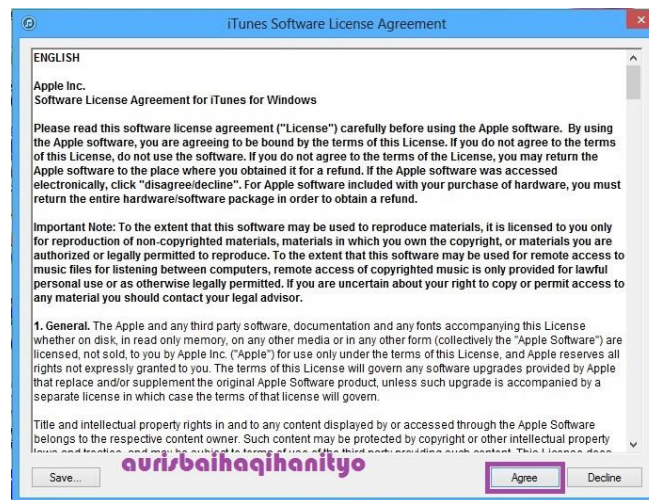 iTunes Software License Agreement
ENGLISH
Apple Inc.
Software License Agreement for iTunes for Windows
Please read this software license agreement ("License") carefully before using the Apple software. By using
the Apple software, you are agreeing to be bound by the terms of this License. If you do not agree to the terms
of this License, do not use the software. If you do not agree to the terms of the License, you may return the
Apple software to the place where you obtained it for a refund. If the Apple software was accessed
electronically, click "disagree/decline". For Apple software included with your purchase of hardware, you must
return the entire hardware/software package in order to obtain a refund.
Important Note: To the extent that this software may be used to reproduce materials, it is licensed to you only
for reproduction of non-copyrighted materials, materials in which you own the copyright, or materials you are
authorized or legally permitted to reproduce. To the extent that this software may be used for remote access to
music files for listening between computers, remote access of copyrighted music is only provided for lawful
personal use or as otherwise legally permitted. If you are uncertain about your right to copy or permit access to
any material you should contact your legal advisor.
1. General. The Apple and any third party software, documentation and any fonts accompanying this License
whether on disk, in read only memory, on any other media or in any other form (collectively the "Apple Software") are
licensed, not sold, to you by Apple Inc. ("Apple") for use only under the terms of this License, and Apple reserves all
rights not expressly granted to you. The terms of this License will govern any software upgrades provided by Apple
that replace and/or supplement the original Apple Software product, unless such upgrade is accompanied by a
separate license in which case the terms of that license will govern.
Title and intellectual property rights in and to any content displayed by or accessed through the Apple Software
belongs to the respective content owner. Such content may be protected by copyright or other intellectual property
aurisbaihaqihanityo
Save...
Agree
Decline